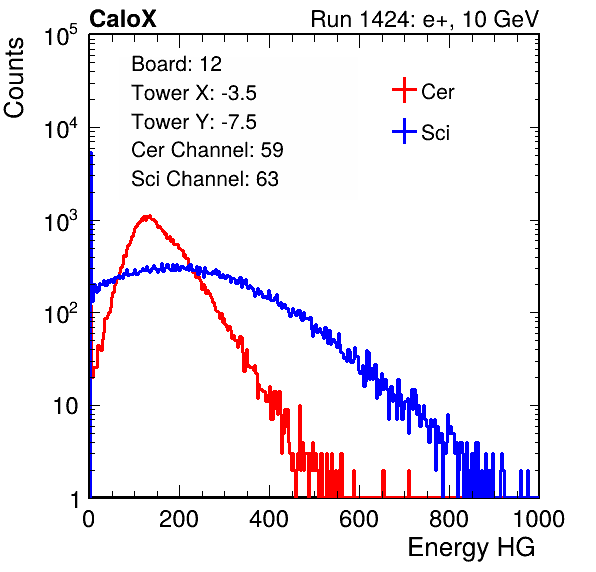 CaloX Run 1424: e+, 10 GeV
Counts
Board: 12
Tower X: -3.5
Tower Y: -7.5
Cer Channel: 59
Sci Channel: 63
Cer
Sci
10^5
10^4
10^3
10^2
10
1
0 200 400 600 800 1000
Energy HG